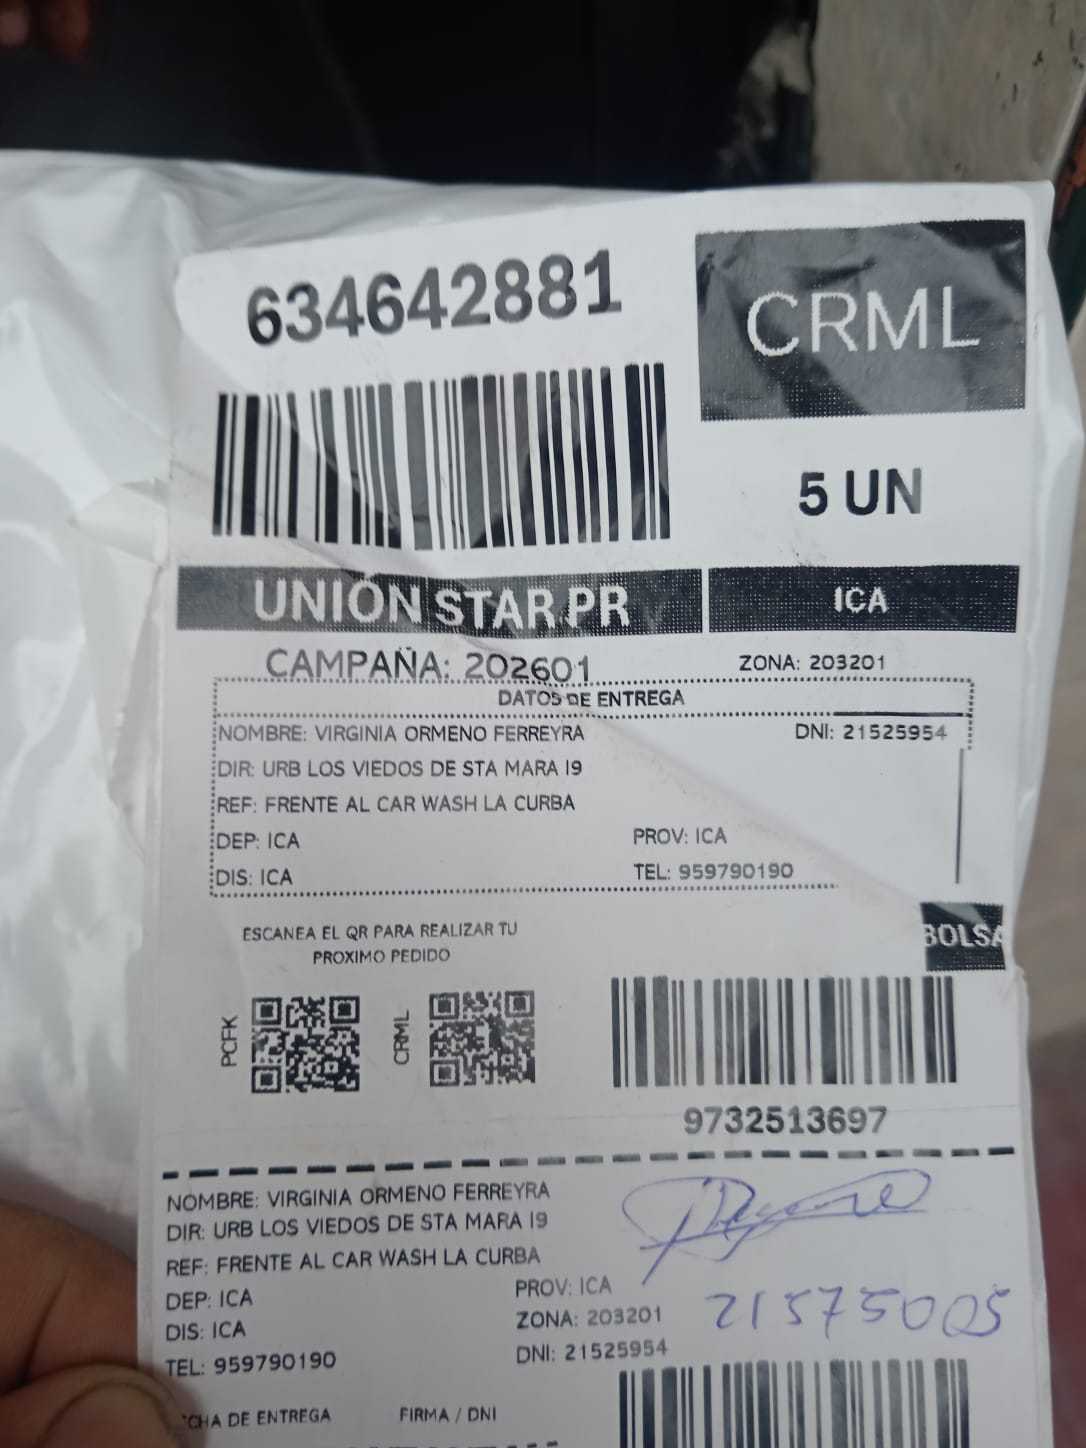 634642881
CRML
5 UN
UNIÓN STAR.PR
ICA
CAMPAÑA: 202601
ZONA: 203201
DATOS DE ENTREGA
NOMBRE: VIRGINIA ORMENO FERREYRA
DNI: 21525954
DIR: URB LOS VIEDOS DE STA MARA I9
REF: FRENTE AL CAR WASH LA CURBA
DEP: ICA
PROV: ICA
DIS: ICA
TEL: 959790190
BOLSA
ESCANEA EL QR PARA REALIZAR TU
PROXIMO PEDIDO
PCFK
CRML
9732513697
NOMBRE: VIRGINIA ORMENO FERREYRA
DIR: URB LOS VIEDOS DE STA MARA I9
REF: FRENTE AL CAR WASH LA CURBA
DEP: ICA
PROV: ICA
DIS: ICA
ZONA: 203201
TEL: 959790190
DNI: 21525954
21575005
DE ENTREGA
FIRMA / DNI